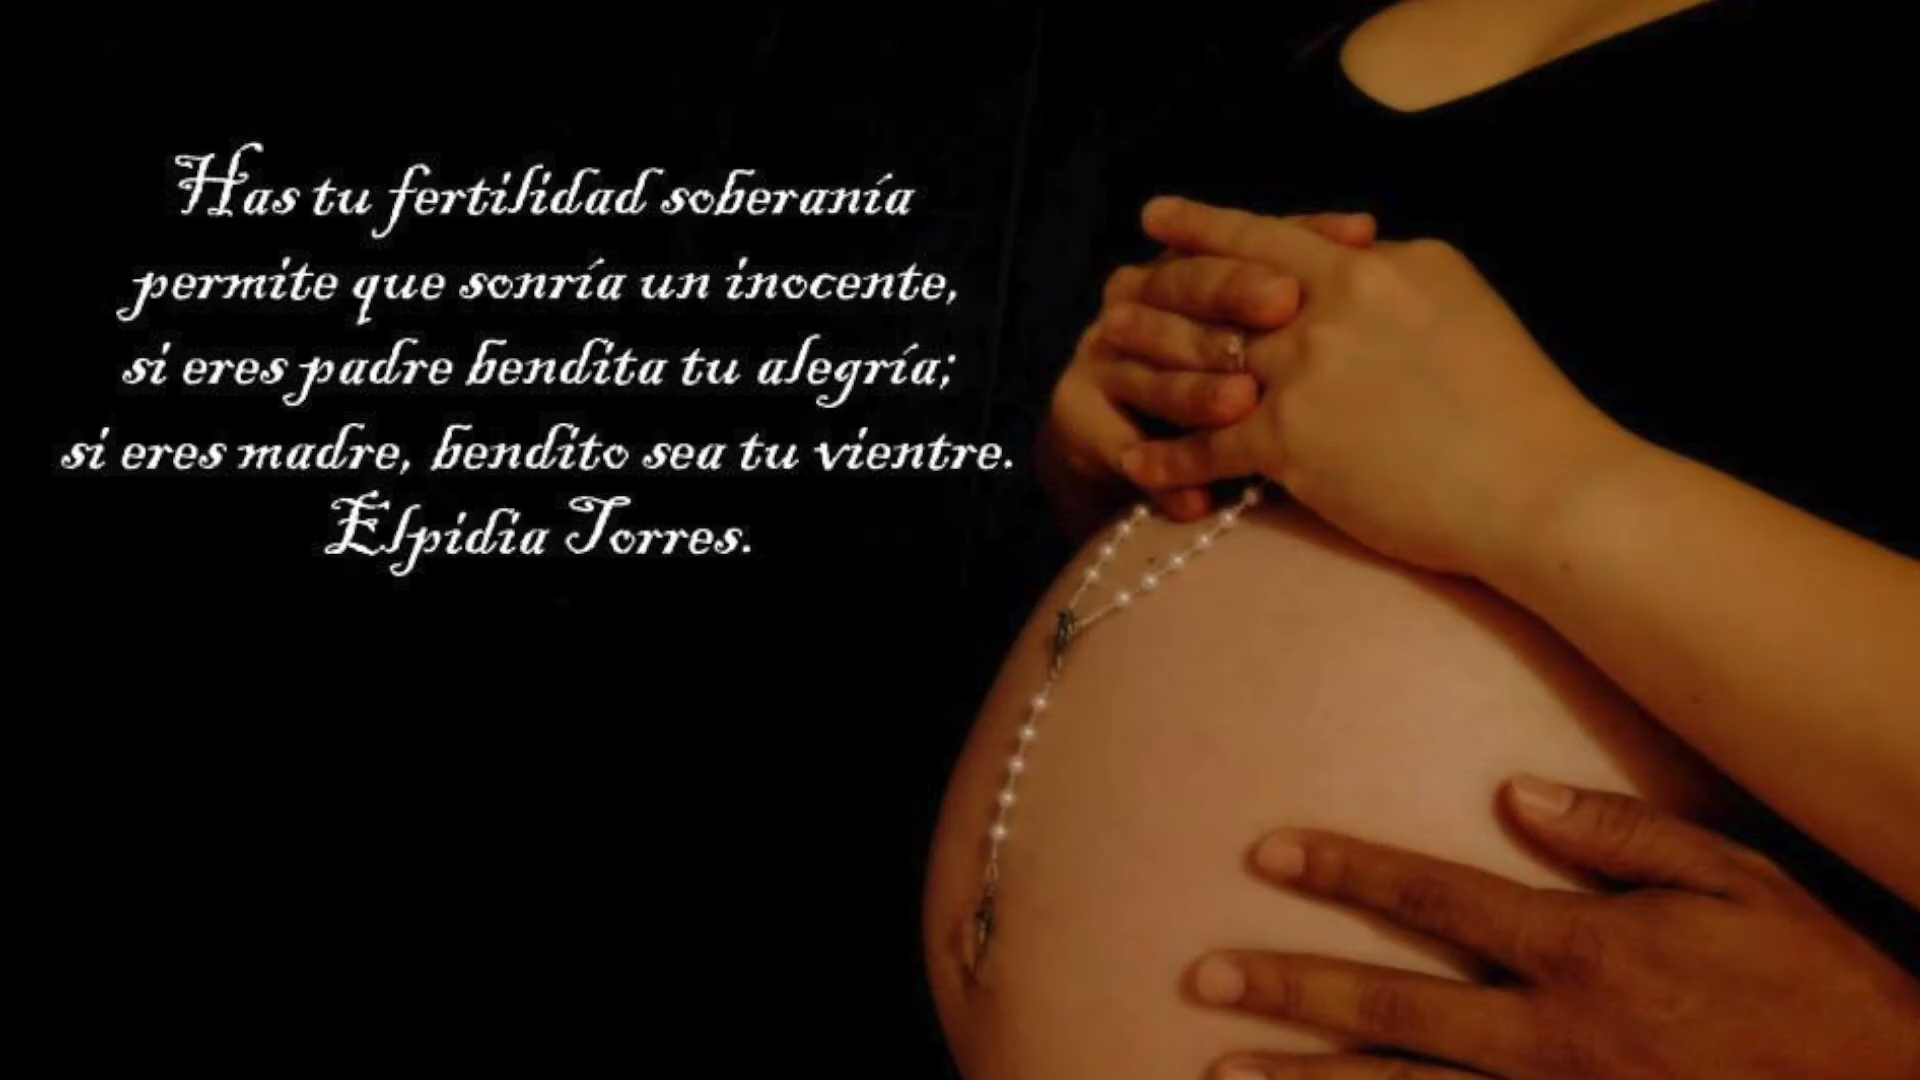 Has tu fertilidad soberanía
permite que sonría un inocente,
si eres padre bendita tu alegría;
si eres madre, bendito sea tu vientre.
Elpidia Torres.